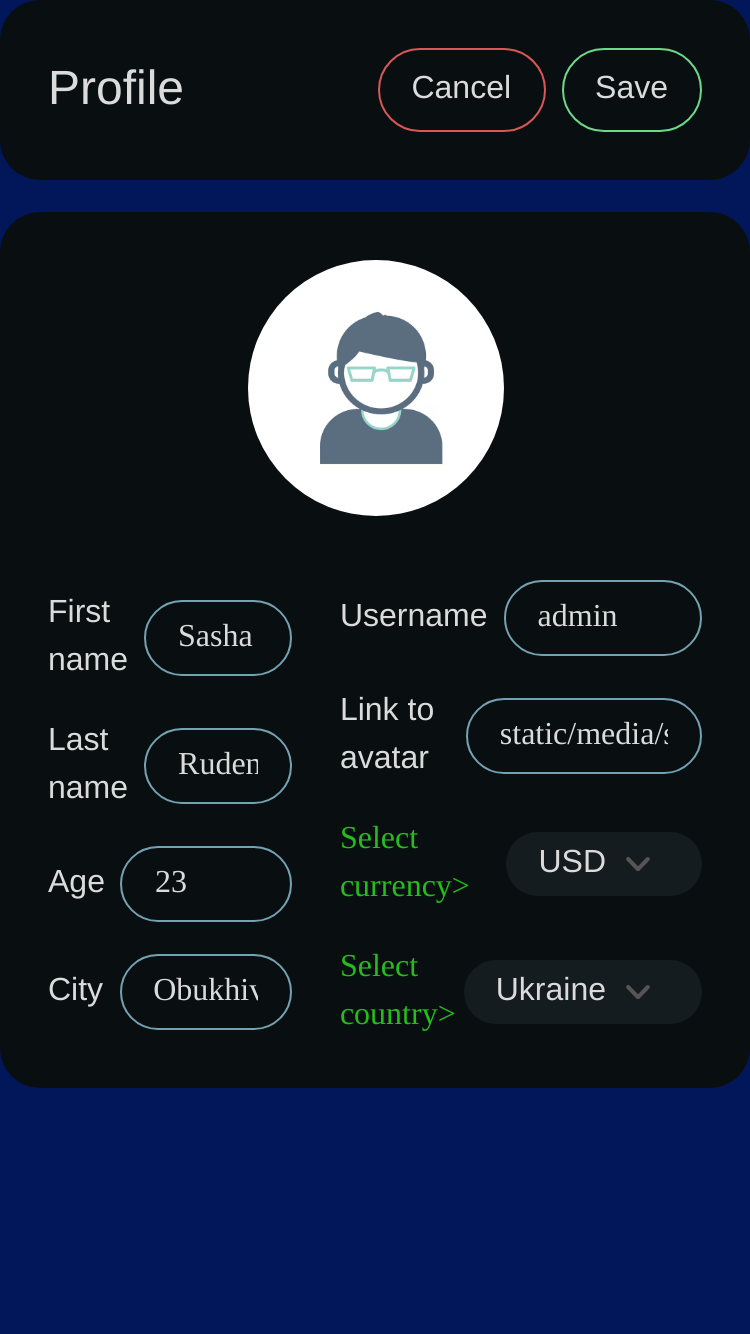 Profile
Cancel
Save
First
name
Sasha
Last
name
Ruden
Age
23
City
Obukhiv
Username
admin
Link to
avatar
static/media/s
Select
currency>
USD
Select
country>
Ukraine